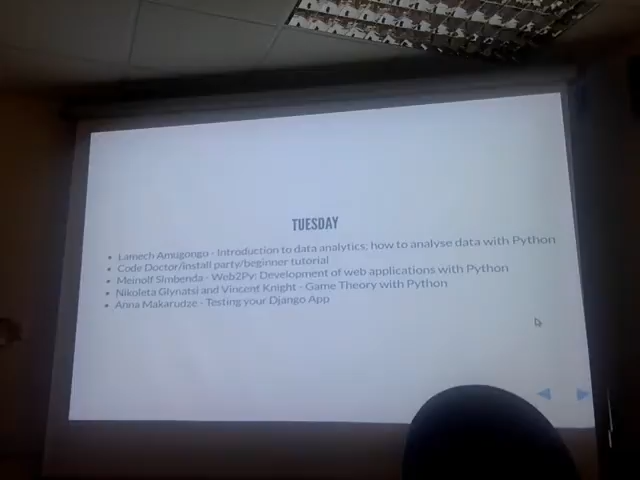 TUESDAY
• Lamech Amugongo - Introduction to data analytics; how to analyse data with Python
• Code Doctor/install party/beginner tutorial
• Meinolf Simbenda - Web2Py: Development of web applications with Python
• Nikoleta Glynatsi and Vincent Knight - Game Theory with Python
• Anna Makarudze - Testing your Django App